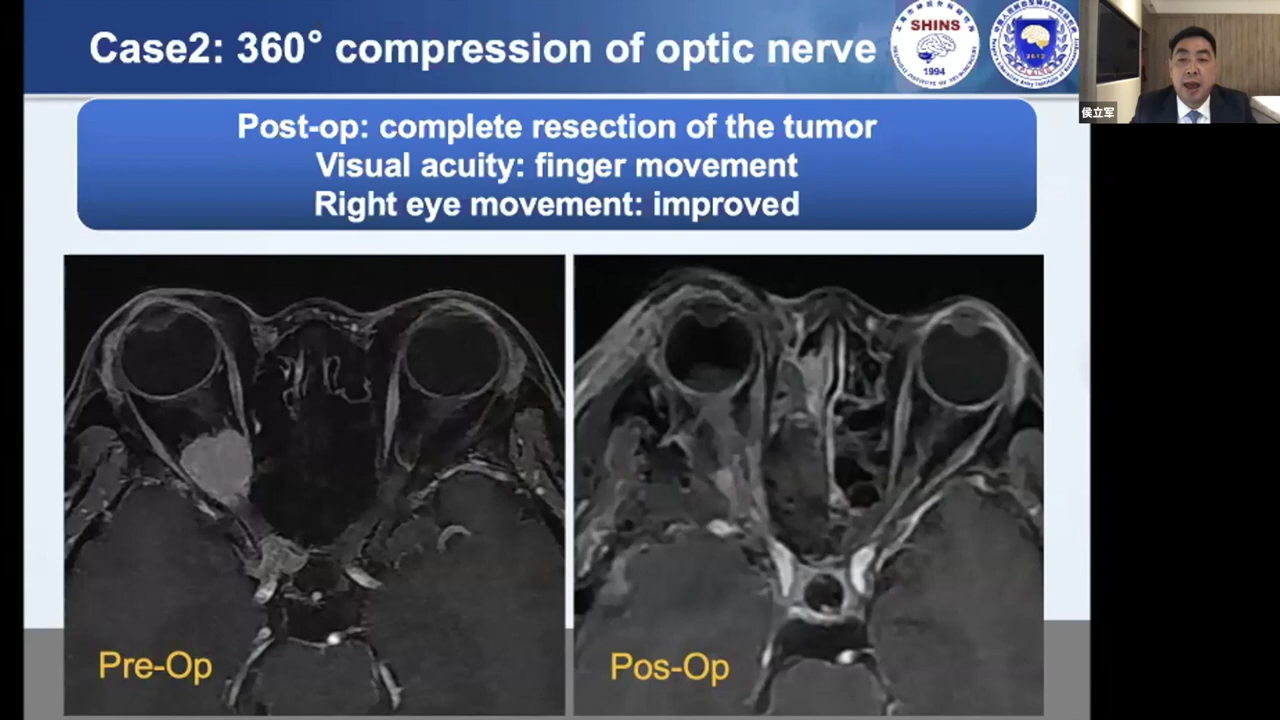 Case2: 360° compression of optic nerve
SHINS
1994
Post-op: complete resection of the tumor
Visual acuity: finger movement
Right eye movement: improved
侯立军
Pre-Op
Pos-Op